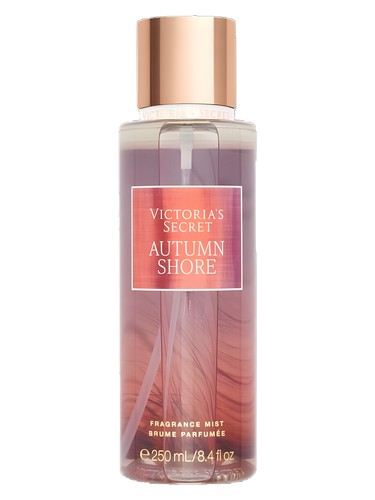 VICTORIA'S
SECRET
AUTUMN
SHORE
FRAGRANCE MIST
BRUME PARFUMÉE
℮ 250 mL/8.4 fl oz